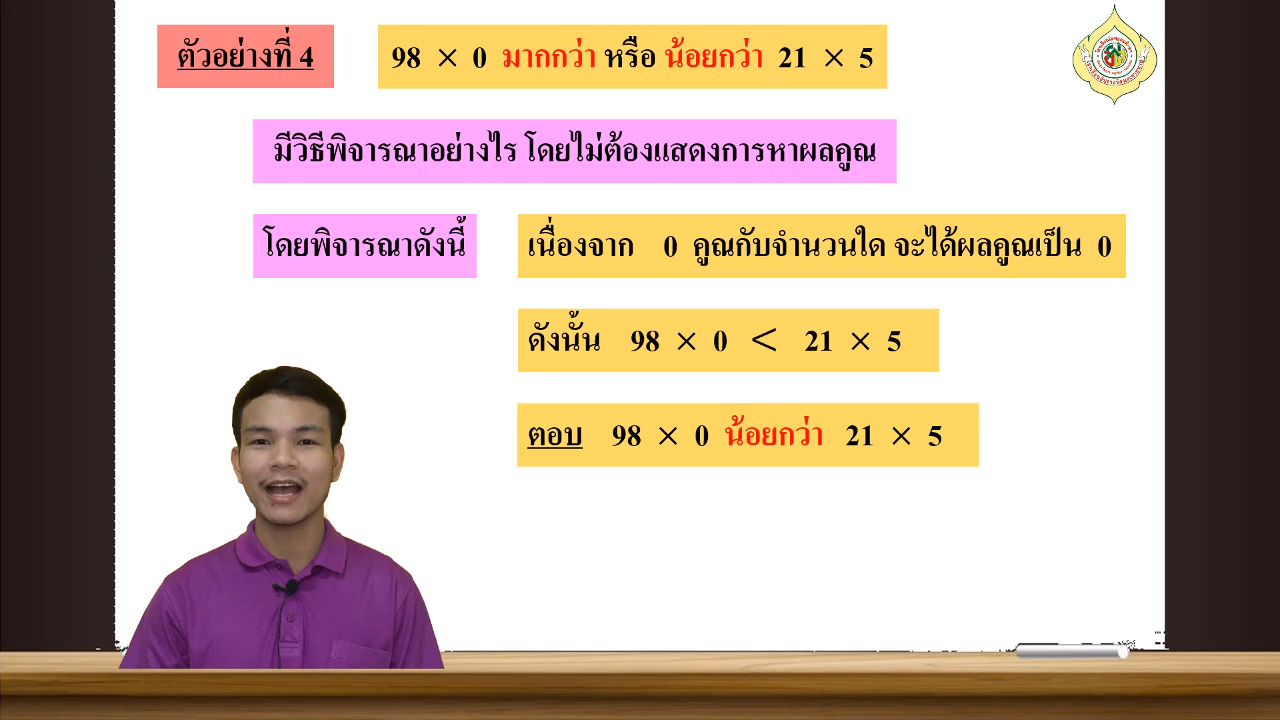 ตัวอย่างที่ 4
98 × 0 มากกว่า หรือ น้อยกว่า 21 × 5
มีวิธีพิจารณาอย่างไร โดยไม่ต้องแสดงการหาผลคูณ
โดยพิจารณาดังนี้
เนื่องจาก 0 คูณกับจำนวนใด จะได้ผลคูณเป็น 0
ดังนั้น 98 × 0 < 21 × 5
ตอบ 98 × 0 น้อยกว่า 21 × 5